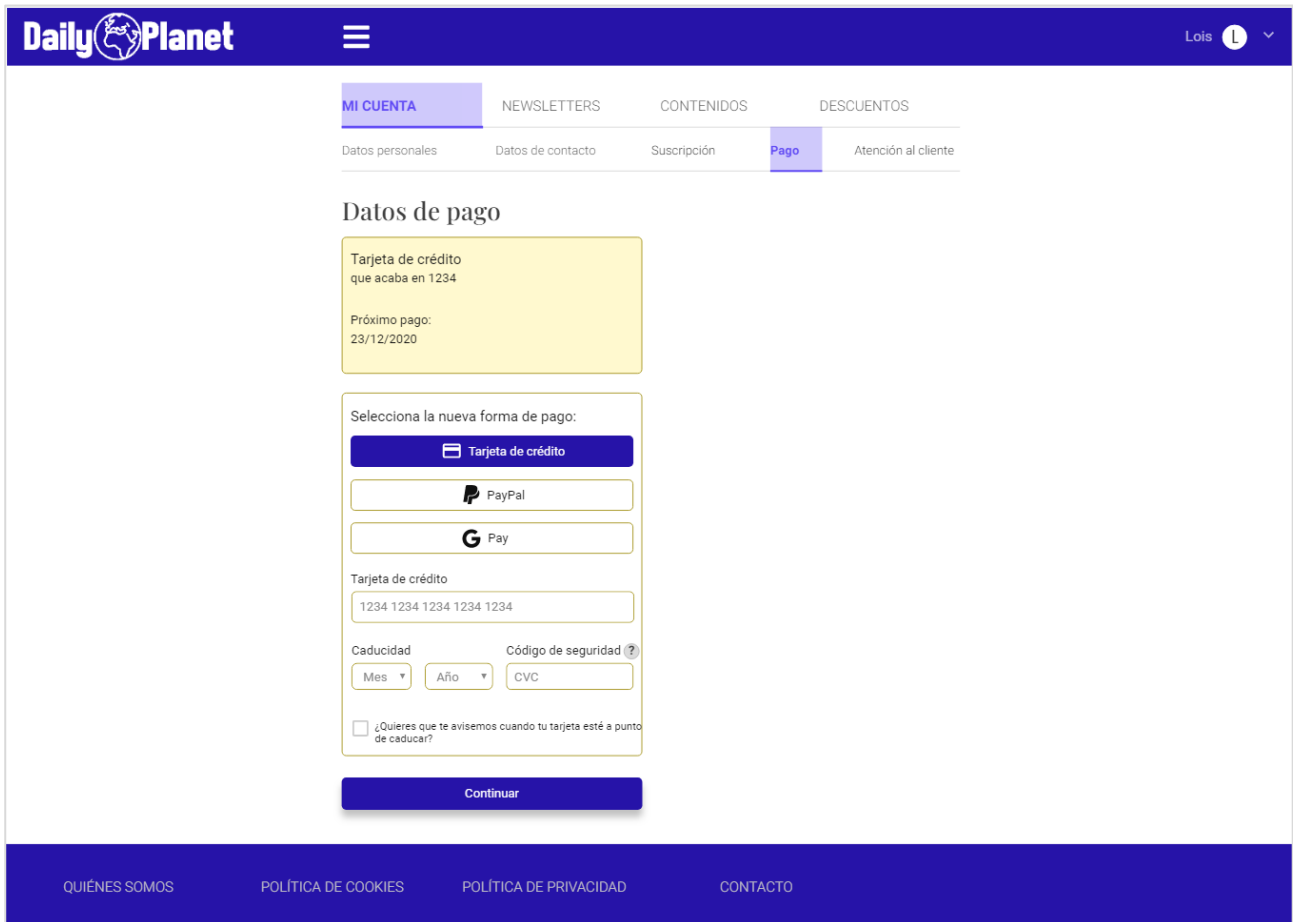 Daily Planet
Lois L
MI CUENTA NEWSLETTERS CONTENIDOS DESCUENTOS
Datos personales Datos de contacto Suscripción Pago Atención al cliente
Datos de pago
Tarjeta de crédito
que acaba en 1234
Próximo pago:
23/12/2020
Selecciona la nueva forma de pago:
Tarjeta de crédito
PayPal
G Pay
Tarjeta de crédito
1234 1234 1234 1234 1234
Caducidad Código de seguridad ?
Mes Año CVC
¿Quieres que te avisemos cuando tu tarjeta esté a punto
de caducar?
Continuar
QUIÉNES SOMOS POLÍTICA DE COOKIES POLÍTICA DE PRIVACIDAD CONTACTO